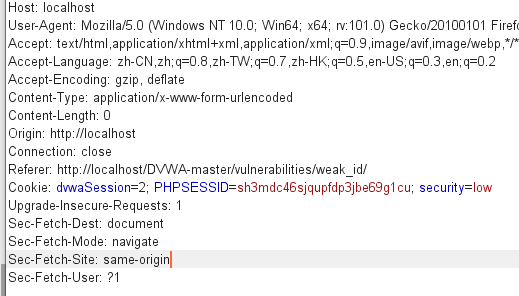 Host: localhost
User-Agent: Mozilla/5.0 (Windows NT 10.0; Win64; x64; rv:101.0) Gecko/20100101
Accept: text/html,application/xhtml+xml,application/xml;q=0.9,image/avif,image/webp,*/*
Accept-Language: zh-CN,zh;q=0.8,zh-TW;q=0.7,zh-HK;q=0.5,en-US;q=0.3,en;q=0.2
Accept-Encoding: gzip, deflate
Content-Type: application/x-www-form-urlencoded
Content-Length: 0
Origin: http://localhost
Connection: close
Referer: http://localhost/DVWA-master/vulnerabilities/weak_id/
Cookie: dvwaSession=2; PHPSESSID=sh3mdc46sjqupfdp3jbe69g1cu; security=low
Upgrade-Insecure-Requests: 1
Sec-Fetch-Dest: document
Sec-Fetch-Mode: navigate
Sec-Fetch-Site: same-origin
Sec-Fetch-User: ?1